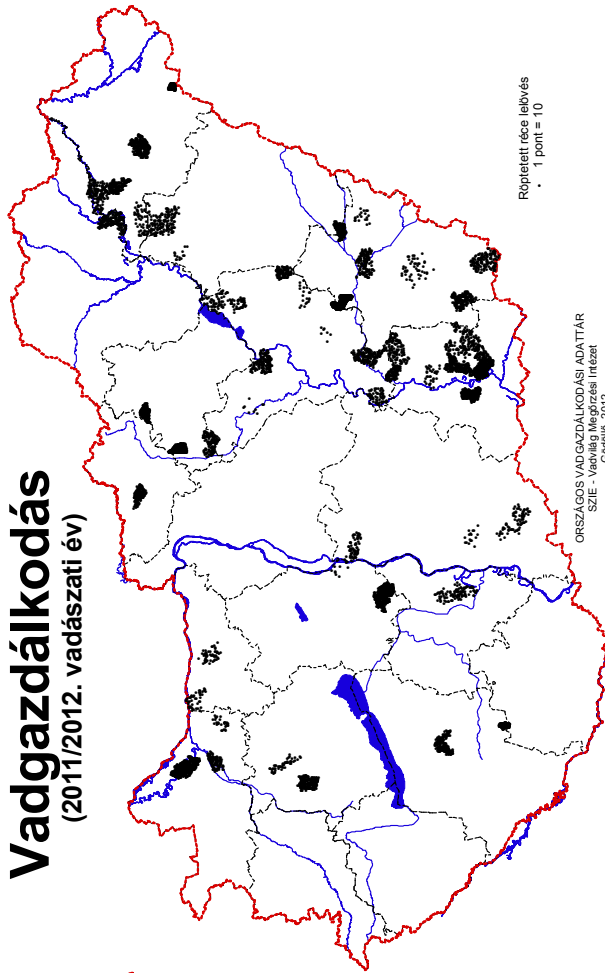 Vadgazdálkodás
(2011/2012. vadászati év)
Röptetett réce lelövés
• 1 pont = 10
ORSZÁGOS VADGAZDÁLKODÁSI ADATTÁR
SZIE - Vadvilág Megőrzési Intézet